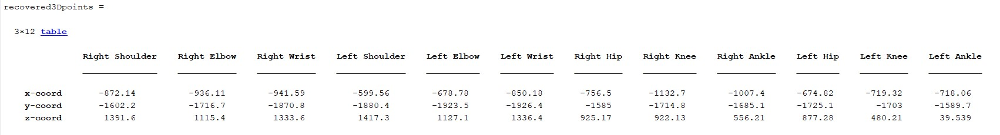 recovered3Dpoints =
3×12 table
Right Shoulder Right Elbow Right Wrist Left Shoulder Left Elbow Left Wrist Right Hip Right Knee Right Ankle Left Hip Left Knee Left Ankle
x-coord -872.14 -936.11 -941.59 -599.56 -678.78 -850.18 -756.5 -1132.7 -1007.4 -674.82 -719.32 -718.06
y-coord -1602.2 -1716.7 -1870.8 -1880.4 -1923.5 -1926.4 -1585 -1714.8 -1685.1 -1725.1 -1703 -1589.7
z-coord 1391.6 1115.4 1333.6 1417.3 1127.1 1336.4 925.17 922.13 556.21 877.28 480.21 39.539